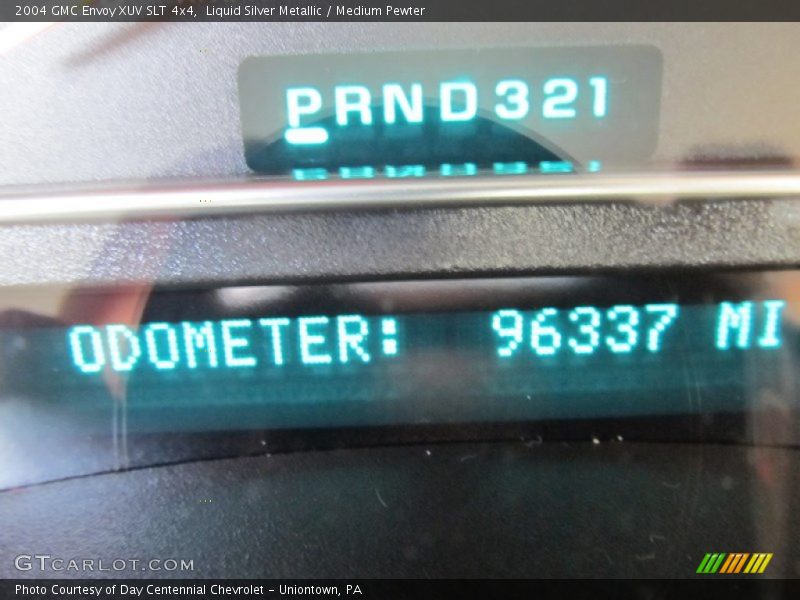 2004 GMC Envoy XUV SLT 4x4,  Liquid Silver Metallic / Medium Pewter
PRND321
ODOMETER: 96337 MI
GTCARLOT.COM
Photo Courtesy of Day Centennial Chevrolet - Uniontown, PA